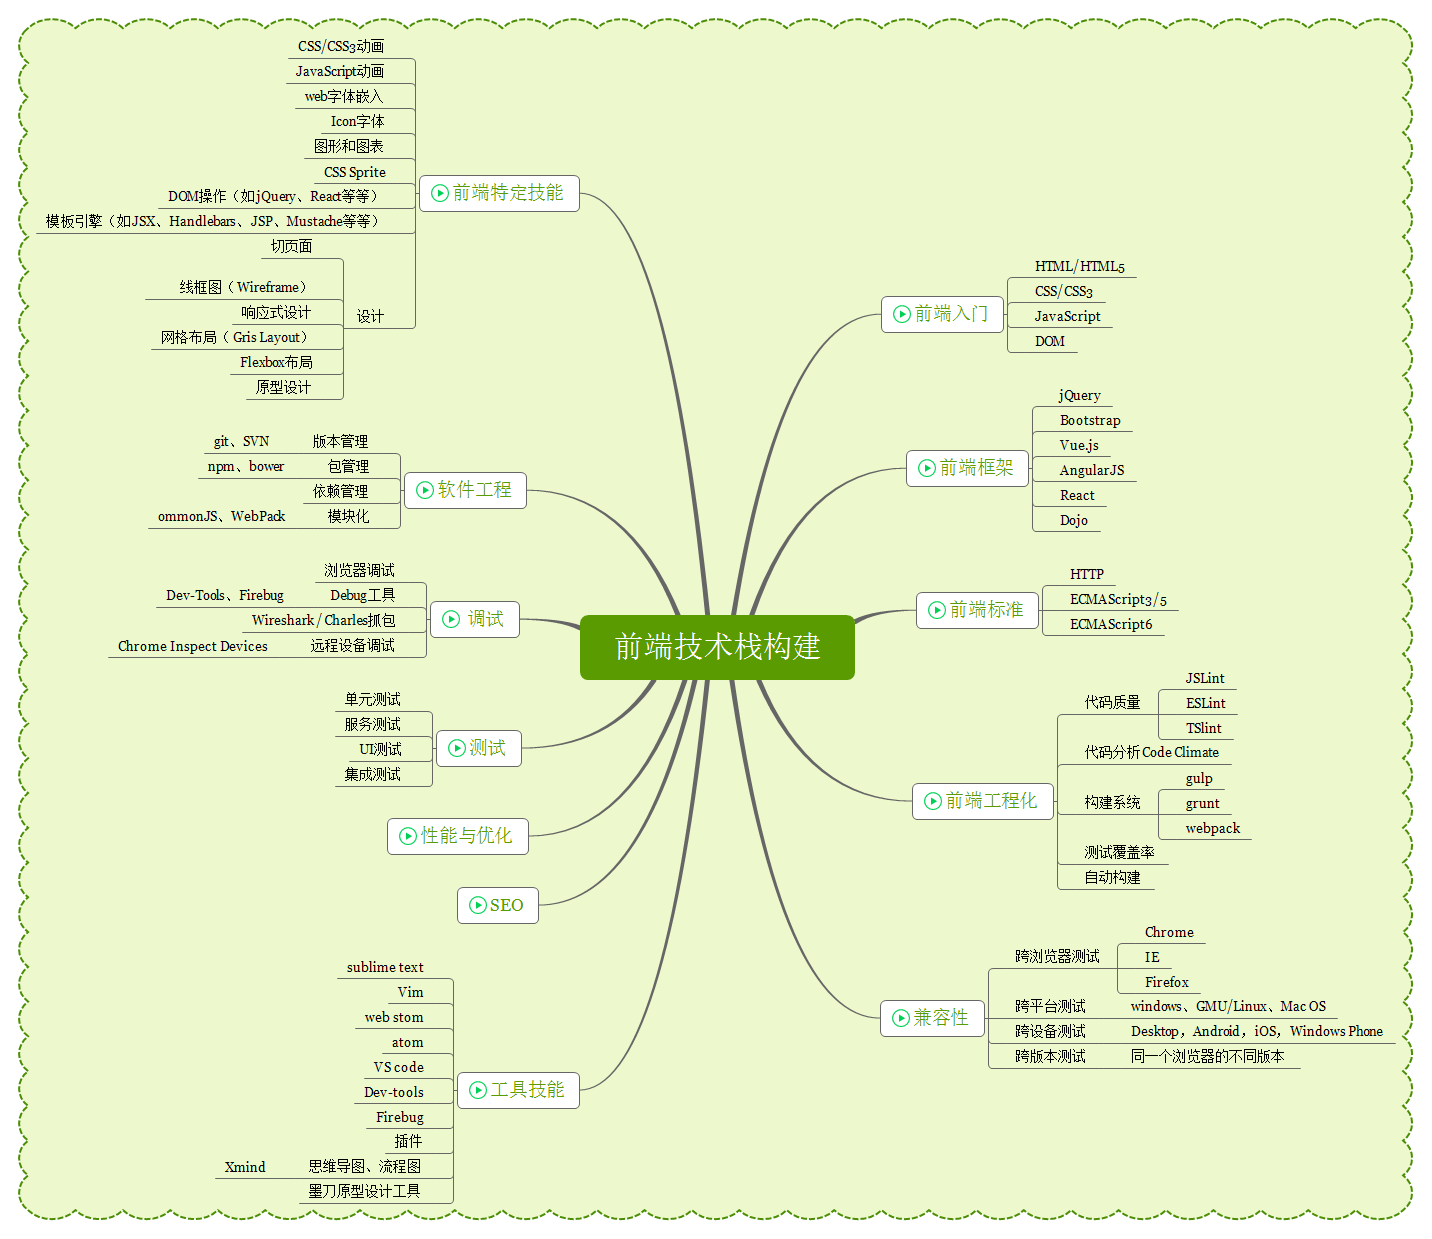 前端技术栈构建
前端特定技能
CSS/CSS3动画
JavaScript动画
web字体嵌入
Icon字体
图形和图表
CSS Sprite
DOM操作（如jQuery、React等等）
模板引擎（如JSX、Handlebars、JSP、Mustache等等）
设计
切页面
线框图（Wireframe）
响应式设计
网格布局（Gris Layout）
Flexbox布局
原型设计
软件工程
版本管理
git、SVN
包管理
npm、bower
依赖管理
模块化
ommonJS、WebPack
调试
浏览器调试
Debug工具
Dev-Tools、Firebug
Wireshark/Charles抓包
远程设备调试
Chrome Inspect Devices
测试
单元测试
服务测试
UI测试
集成测试
性能与优化
SEO
工具技能
sublime text
Vim
web stom
atom
VS code
Dev-tools
Firebug
插件
思维导图、流程图
Xmind
墨刀原型设计工具
前端入门
HTML/HTML5
CSS/CSS3
JavaScript
DOM
前端框架
jQuery
Bootstrap
Vue.js
AngularJS
React
Dojo
前端标准
HTTP
ECMAScript3/5
ECMAScript6
前端工程化
代码质量
JSLint
ESLint
TSlint
代码分析Code Climate
构建系统
gulp
grunt
webpack
测试覆盖率
自动构建
兼容性
跨浏览器测试
Chrome
IE
Firefox
跨平台测试
windows、GMU/Linux、Mac OS
跨设备测试
Desktop，Android，iOS，Windows Phone
跨版本测试
同一个浏览器的不同版本